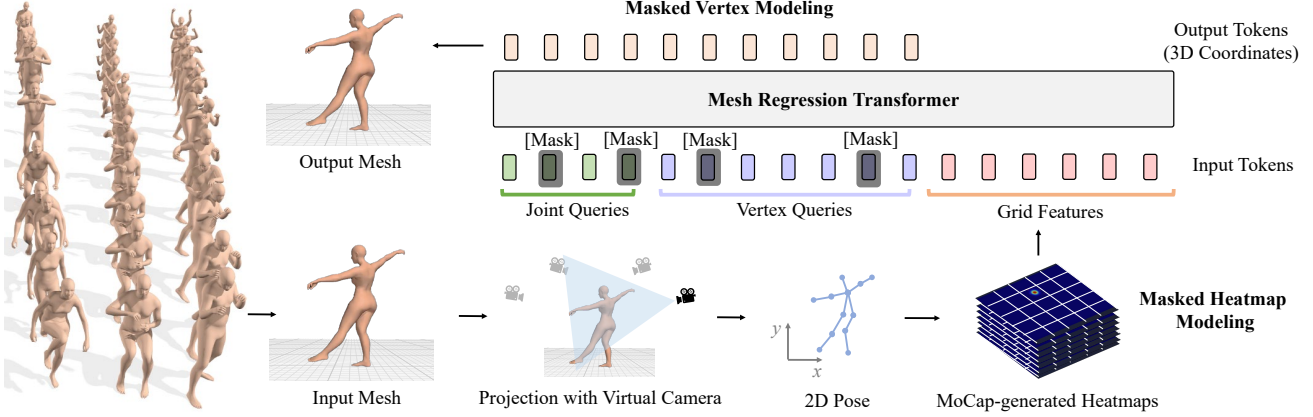 Masked Vertex Modeling
Output Tokens
(3D Coordinates)
Mesh Regression Transformer
Output Mesh
[Mask]
[Mask]
[Mask]
[Mask]
Input Tokens
Joint Queries
Vertex Queries
Grid Features
Masked Heatmap
Modeling
y
x
Input Mesh
Projection with Virtual Camera
2D Pose
MoCap-generated Heatmaps